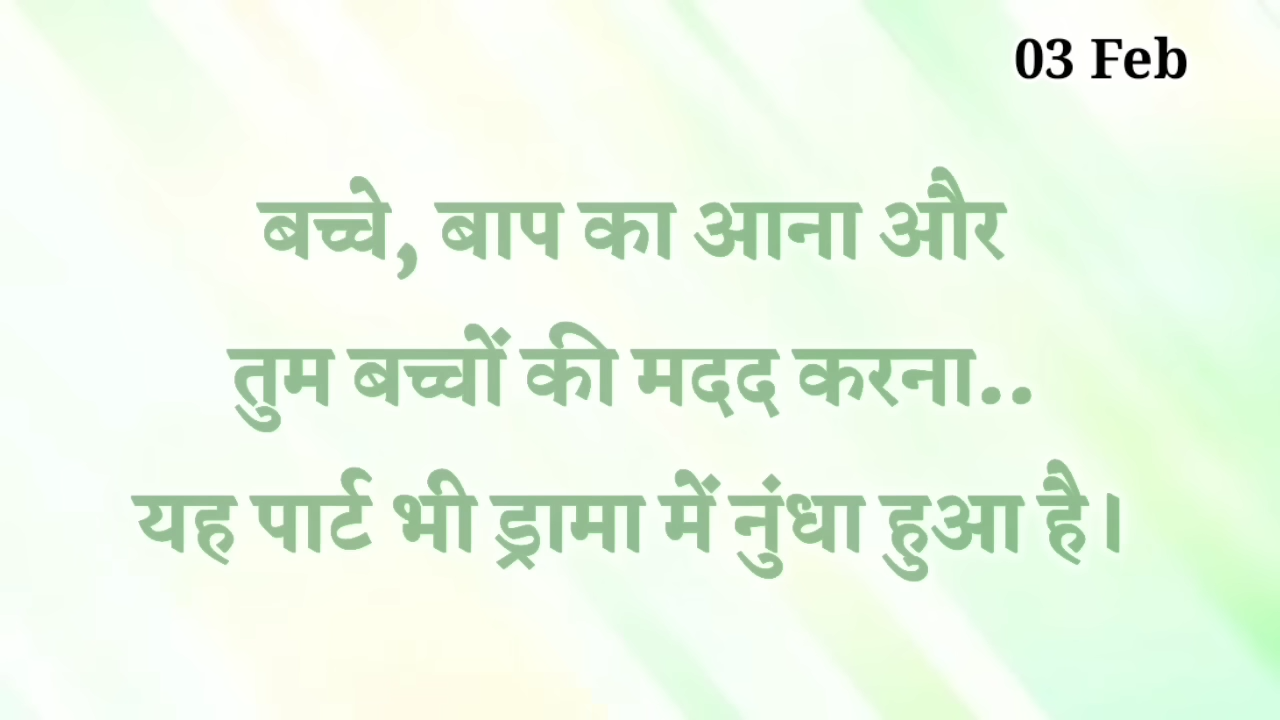 03 Feb
बच्चे, बाप का आना और
तुम बच्चों की मदद करना..
यह पार्ट भी ड्रामा में नुंधा हुआ है।